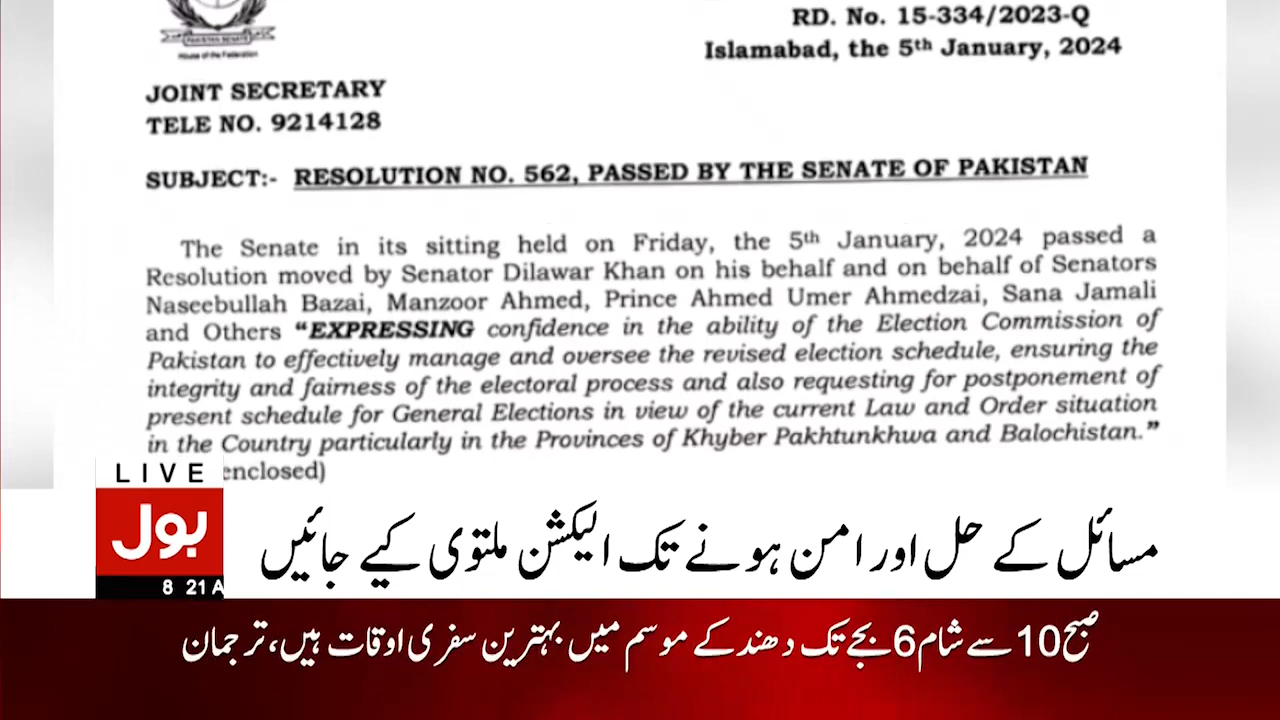 PAKISTAN SENATE
House of the Federation
RD. No. 15-334/2023-Q
Islamabad, the 5th January, 2024
JOINT SECRETARY
TELE NO. 9214128
SUBJECT:- RESOLUTION NO. 562, PASSED BY THE SENATE OF PAKISTAN
The Senate in its sitting held on Friday, the 5th January, 2024 passed a
Resolution moved by Senator Dilawar Khan on his behalf and on behalf of Senators
Naseebullah Bazai, Manzoor Ahmed, Prince Ahmed Umer Ahmedzai, Sana Jamali
and Others “EXPRESSING confidence in the ability of the Election Commission of
Pakistan to effectively manage and oversee the revised election schedule, ensuring the
integrity and fairness of the electoral process and also requesting for postponement of
present schedule for General Elections in view of the current Law and Order situation
in the Country particularly in the Provinces of Khyber Pakhtunkhwa and Balochistan.”
enclosed)
LIVE
بول
8 21 A
مسائل کے حل اور امن ہونے تک الیکشن ملتوی کیے جائیں
صبح 10 سے شام 6 بجے تک دھند کے موسم میں بہترین سفری اوقات ہیں، ترجمان